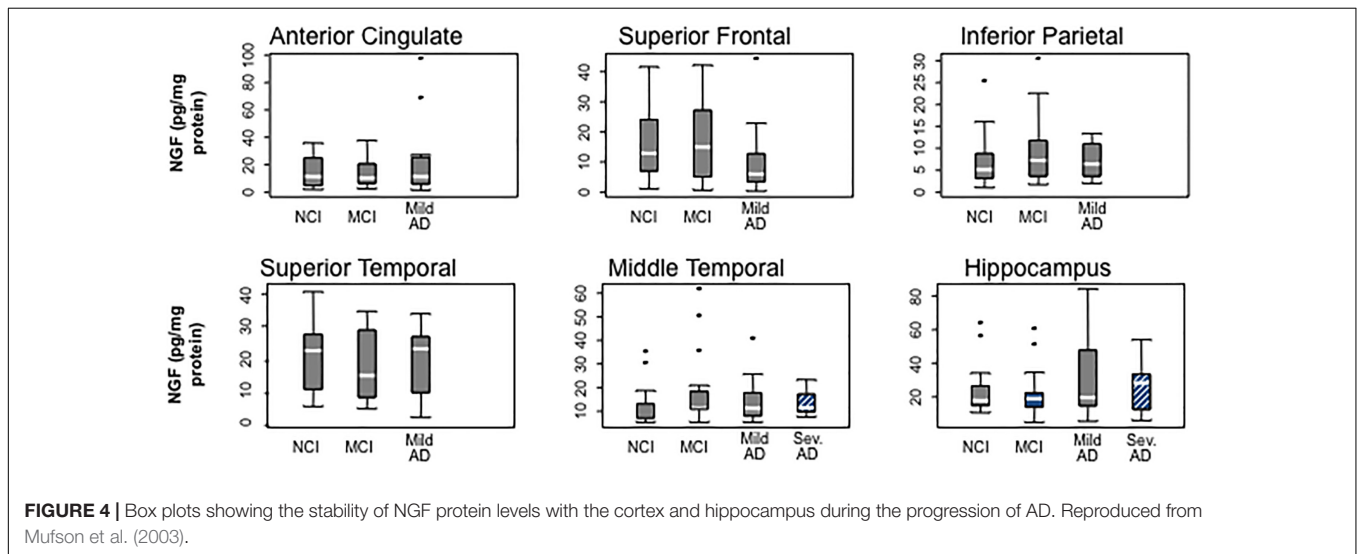 Anterior Cingulate
NGF (pg/mg
protein)
100
80
60
40
20
0
NCI MCI Mild
AD
Superior Frontal
40
30
20
10
0
NCI MCI Mild
AD
Inferior Parietal
30
25
20
15
10
5
0
NCI MCI Mild
AD
Superior Temporal
NGF (pg/mg
protein)
40
30
20
10
0
NCI MCI Mild
AD
Middle Temporal
60
50
40
30
20
10
NCI MCI Mild Sev.
AD AD
Hippocampus
80
60
40
20
NCI MCI Mild Sev.
AD AD
FIGURE 4 | Box plots showing the stability of NGF protein levels with the cortex and hippocampus during the progression of AD. Reproduced from
Mufson et al. (2003).